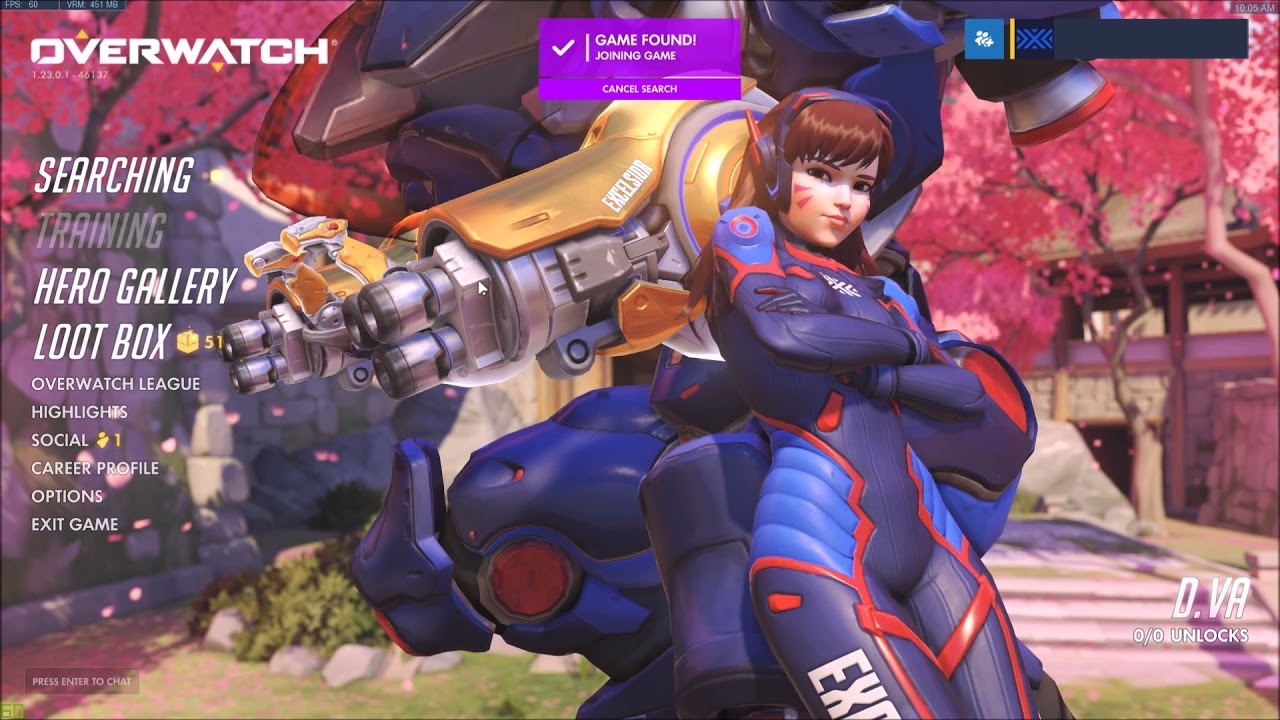 FPS: 60 VRM: 451 MB
10:05 AM
OVERWATCH
1.23.0.1 - 46137
GAME FOUND!
JOINING GAME
CANCEL SEARCH
EXCELSIOR
SEARCHING
TRAINING
HERO GALLERY
LOOT BOX 51
OVERWATCH LEAGUE
HIGHLIGHTS
SOCIAL 1
CAREER PROFILE
OPTIONS
EXIT GAME
D.VA
0/0 UNLOCKS
EXC
PRESS ENTER TO CHAT
60